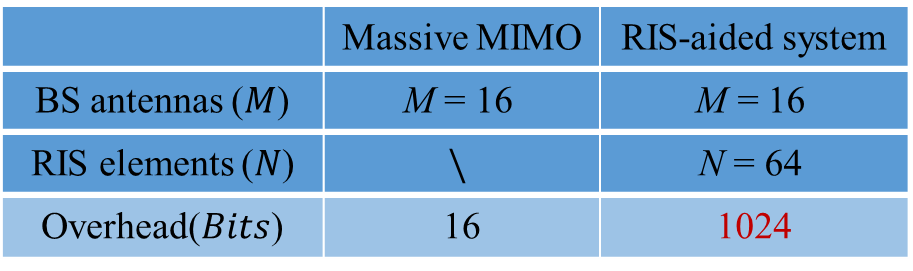 Massive MIMO RIS-aided system
BS antennas (M) M = 16 M = 16
RIS elements (N) \ N = 64
Overhead(Bits) 16 1024